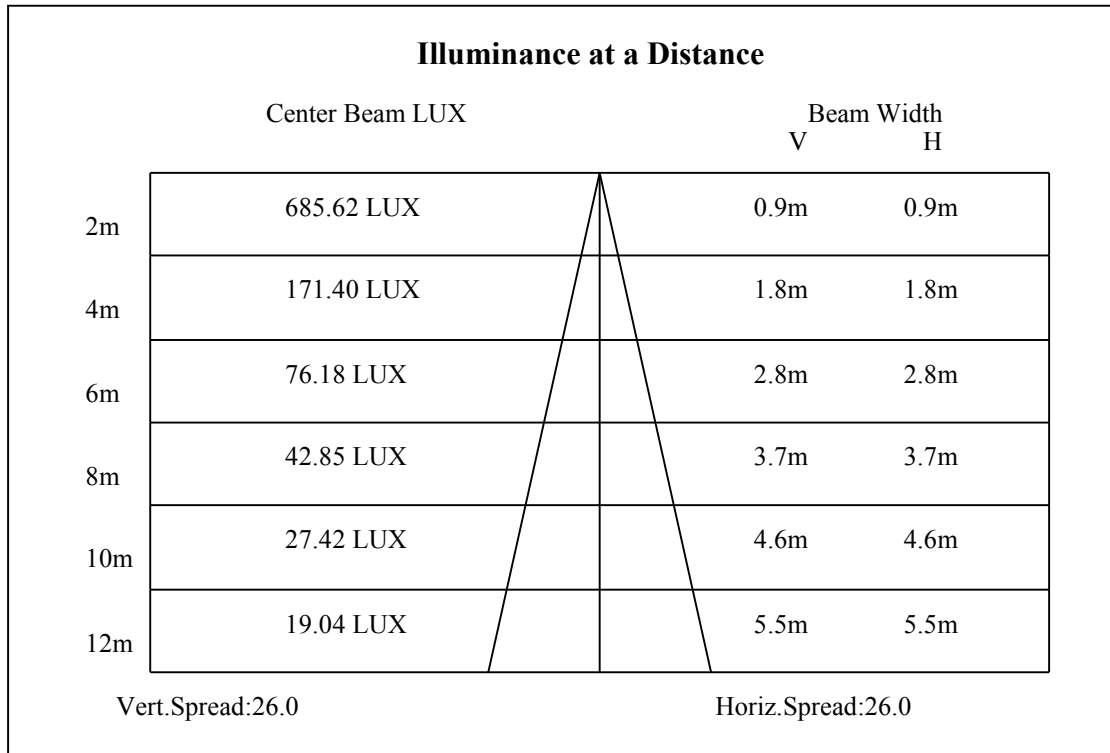 Illuminance at a Distance
Center Beam LUX Beam Width
V H
2m 685.62 LUX 0.9m 0.9m
4m 171.40 LUX 1.8m 1.8m
6m 76.18 LUX 2.8m 2.8m
8m 42.85 LUX 3.7m 3.7m
10m 27.42 LUX 4.6m 4.6m
12m 19.04 LUX 5.5m 5.5m
Vert.Spread:26.0 Horiz.Spread:26.0